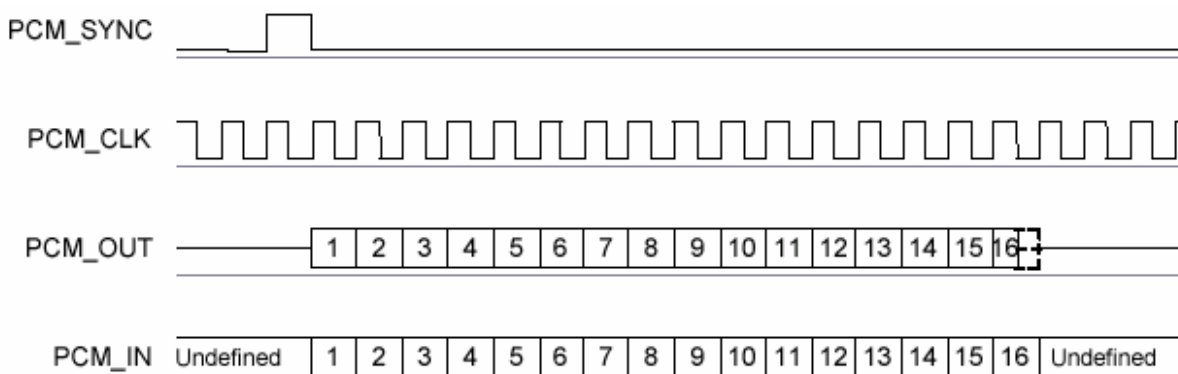 PCM_SYNC
PCM_CLK
PCM_OUT 1 2 3 4 5 6 7 8 9 10 11 12 13 14 15 16
PCM_IN Undefined 1 2 3 4 5 6 7 8 9 10 11 12 13 14 15 16 Undefined